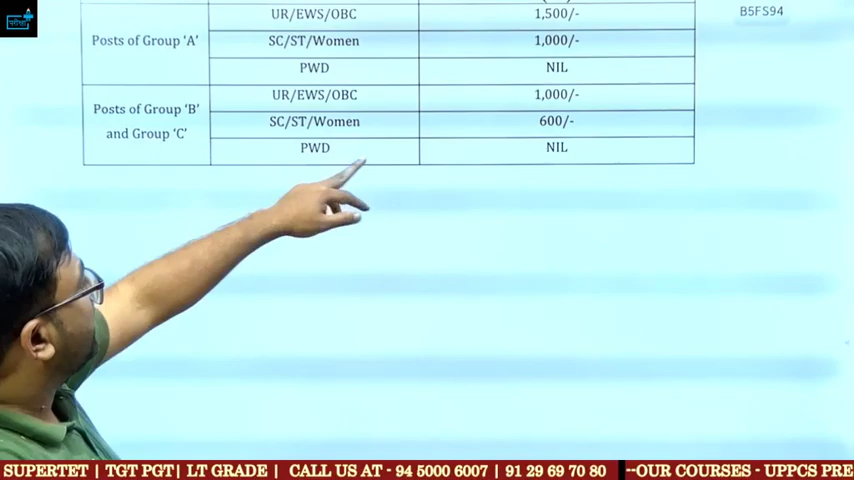 परीक्षा
B5FS94
UR/EWS/OBC 1,500/-
Posts of Group ‘A’ SC/ST/Women 1,000/-
PWD NIL
UR/EWS/OBC 1,000/-
Posts of Group ‘B’
and Group ‘C’ SC/ST/Women 600/-
PWD NIL
SUPERTET | TGT PGT| LT GRADE | CALL US AT - 94 5000 6007 | 91 29 69 70 80 --OUR COURSES - UPPCS PRE